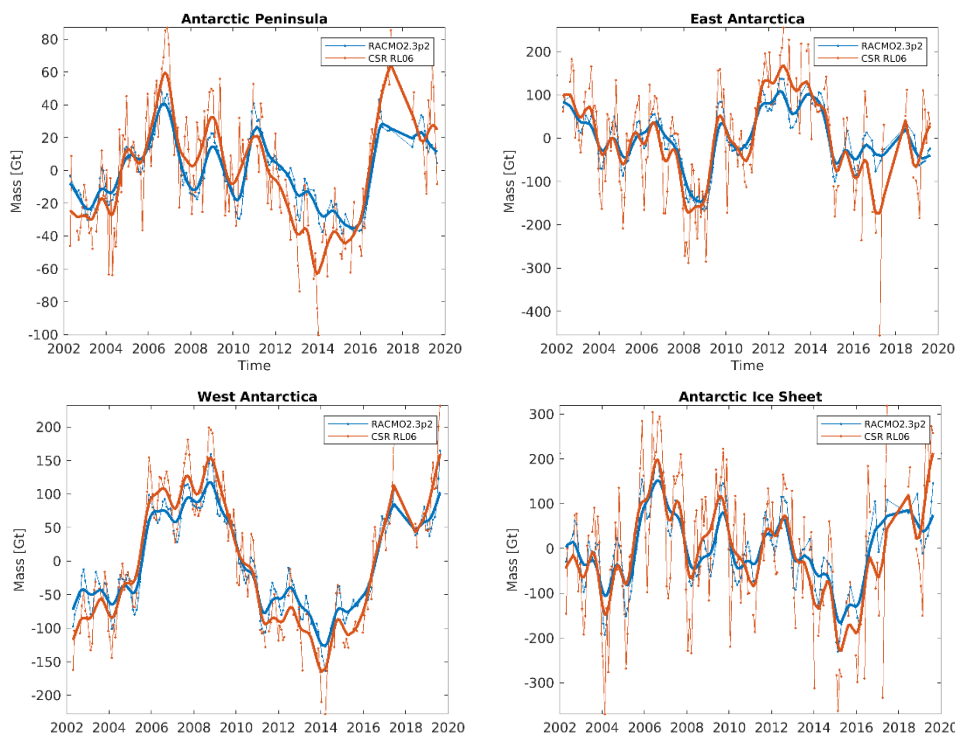 Antarctic Peninsula
RACMO2.3p2
CSR RL06
Mass [Gt]
80
60
40
20
0
-20
-40
-60
-80
-100
2002 2004 2006 2008 2010 2012 2014 2016 2018 2020
Time
East Antarctica
RACMO2.3p2
CSR RL06
Mass [Gt]
200
100
0
-100
-200
-300
-400
2002 2004 2006 2008 2010 2012 2014 2016 2018 2020
Time
West Antarctica
RACMO2.3p2
CSR RL06
Mass [Gt]
200
150
100
50
0
-50
-100
-150
-200
2002 2004 2006 2008 2010 2012 2014 2016 2018 2020
Antarctic Ice Sheet
RACMO2.3p2
CSR RL06
Mass [Gt]
300
200
100
0
-100
-200
-300
2002 2004 2006 2008 2010 2012 2014 2016 2018 2020